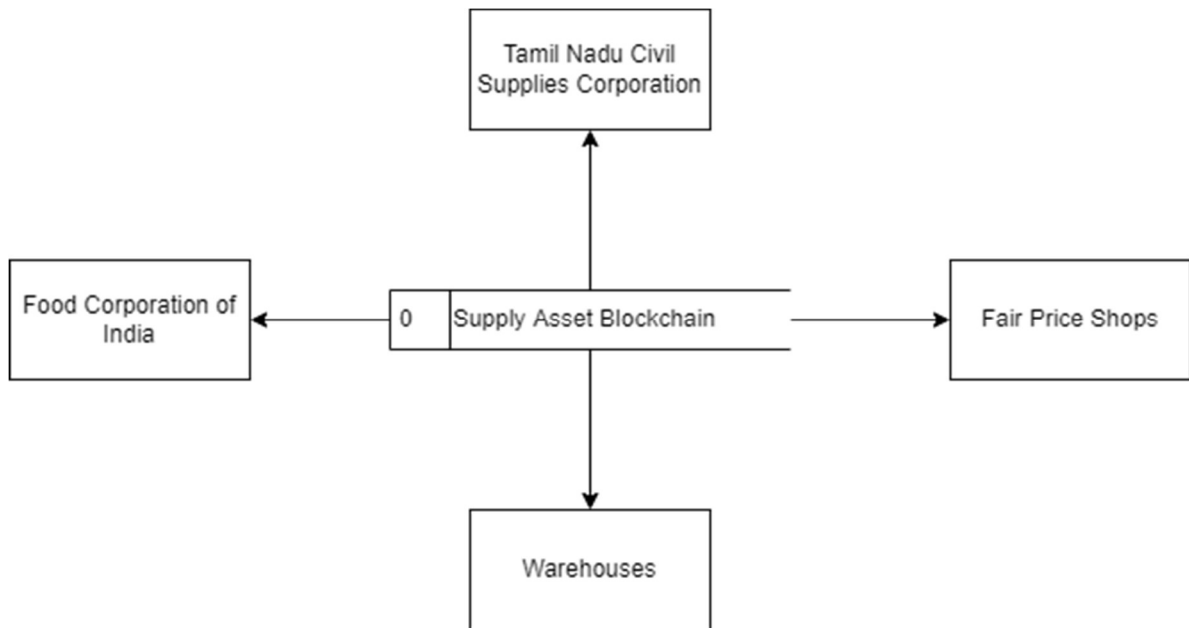 Tamil Nadu Civil
Supplies Corporation
Food Corporation of
India
0
Supply Asset Blockchain
Fair Price Shops
Warehouses